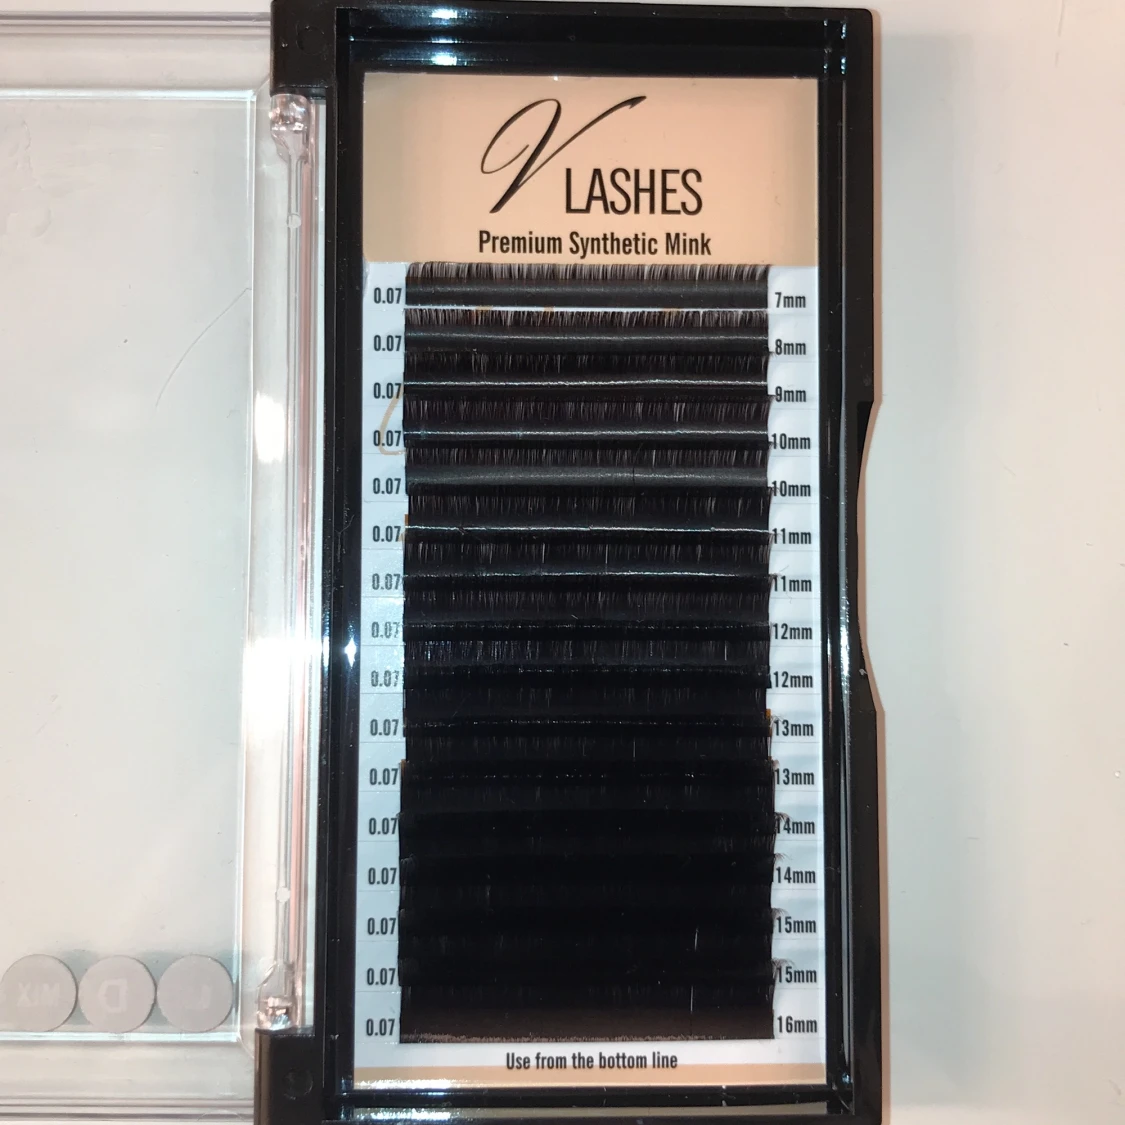 V LASHES
Premium Synthetic Mink
0.07 7mm
0.07 8mm
0.07 9mm
0.07 10mm
0.07 10mm
0.07 11mm
0.07 11mm
0.07 12mm
0.07 12mm
0.07 13mm
0.07 13mm
0.07 14mm
0.07 14mm
0.07 15mm
0.07 15mm
0.07 16mm
Use from the bottom line
MIX D